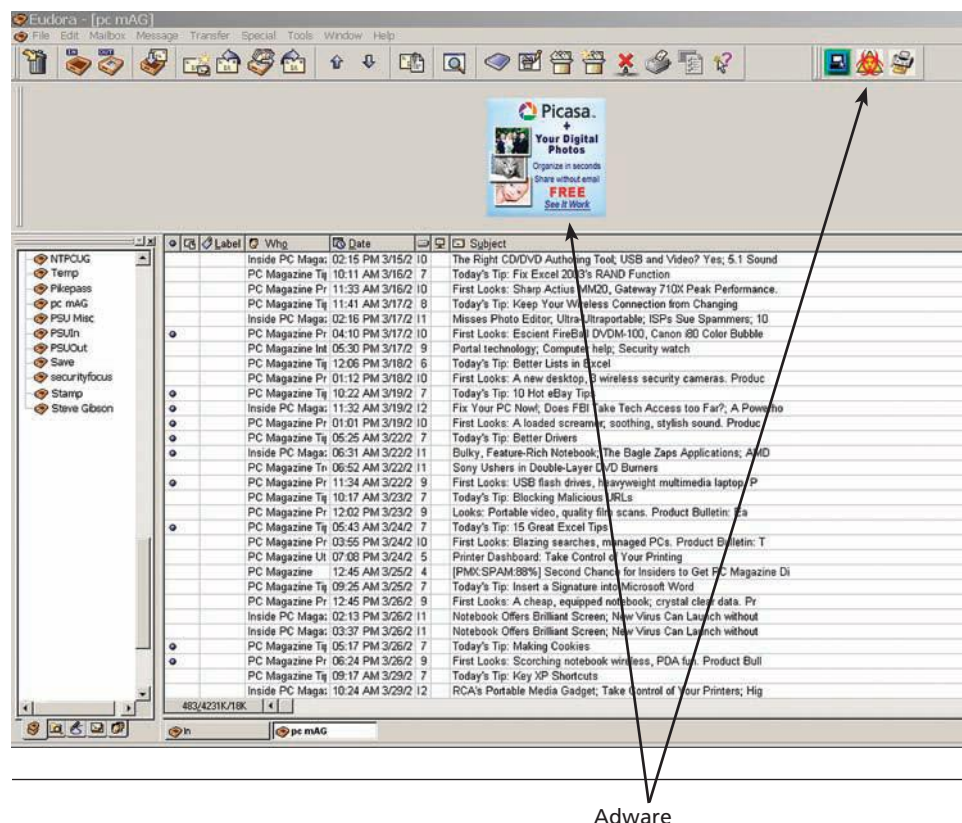 Eudora - [pc mAG]
File Edit Mailbox Message Transfer Special Tools Window Help
Picasa.
+
Your Digital
Photos
Organize in seconds
Share without email
FREE
See It Work
Label Who Date Subject
NTPCUG
Temp
Pikepass
pc mAG
PSU Misc
PSUIn
PSUOut
Save
securityfocus
Stamp
Steve Gibson
Inside PC Maga: 02:15 PM 3/15/2 10 The Right CD/DVD Authoring Tool; USB and Video? Yes; 5.1 Sound
PC Magazine Tip 10:11 AM 3/16/2 7 Today's Tip: Fix Excel 2003's RAND Function
PC Magazine Pr 11:33 AM 3/16/2 10 First Looks: Sharp Actius MM20, Gateway 710X Peak Performance.
PC Magazine Tip 11:41 AM 3/17/2 8 Today's Tip: Keep Your Wireless Connection from Changing
Inside PC Maga: 02:16 PM 3/17/2 11 Misses Photo Editor; Ultra-Ultraportable; ISPs Sue Spammers; 10
PC Magazine Pr 04:10 PM 3/17/2 10 First Looks: Escient FireBall DVDM-100, Canon i80 Color Bubble
PC Magazine Int 05:30 PM 3/17/2 9 Portal technology; Computer help; Security watch
PC Magazine Tip 12:06 PM 3/18/2 6 Today's Tip: Better Lists in Excel
PC Magazine Pr 01:12 PM 3/18/2 10 First Looks: A new desktop, 3 wireless security cameras. Produc
PC Magazine Tip 10:22 AM 3/19/2 7 Today's Tip: 10 Hot eBay Tips
Inside PC Maga: 11:32 AM 3/19/2 12 Fix Your PC Now!; Does FBI Take Tech Access too Far?; A Powerho
PC Magazine Pr 01:01 PM 3/19/2 10 First Looks: A loaded screamer, soothing, stylish sound. Produc
PC Magazine Tip 05:25 AM 3/22/2 7 Today's Tip: Better Drivers
Inside PC Maga: 06:31 AM 3/22/2 11 Bulky, Feature-Rich Notebook; The Bagle Zaps Applications; AMD
PC Magazine Tr 06:52 AM 3/22/2 11 Sony Ushers in Double-Layer DVD Burners
PC Magazine Pr 11:34 AM 3/22/2 9 First Looks: USB flash drives, heavyweight multimedia laptop. P
PC Magazine Tip 10:17 AM 3/23/2 7 Today's Tip: Blocking Malicious URLs
PC Magazine Pr 12:02 PM 3/23/2 9 Looks: Portable video, quality film scans. Product Bulletin: Ea
PC Magazine Tip 05:43 AM 3/24/2 7 Today's Tip: 15 Great Excel Tips
PC Magazine Pr 03:55 PM 3/24/2 10 First Looks: Blazing searches, managed PCs. Product Bulletin: T
PC Magazine Ut 07:08 PM 3/24/2 5 Printer Dashboard: Take Control of Your Printing
PC Magazine 12:45 AM 3/25/2 4 [PMX:SPAM:88%] Second Chance for Insiders to Get PC Magazine Di
PC Magazine Tip 09:25 AM 3/25/2 7 Today's Tip: Insert a Signature into Microsoft Word
PC Magazine Pr 12:45 PM 3/26/2 9 First Looks: A cheap, equipped notebook; crystal clear data. Pr
Inside PC Maga: 02:13 PM 3/26/2 11 Notebook Offers Brilliant Screen; New Virus Can Launch without
Inside PC Maga: 03:37 PM 3/26/2 11 Notebook Offers Brilliant Screen; New Virus Can Launch without
PC Magazine Tip 05:17 PM 3/26/2 7 Today's Tip: Making Cookies
PC Magazine Pr 06:24 PM 3/26/2 9 First Looks: Scorching notebook wireless, PDA fun. Product Bull
PC Magazine Tip 09:17 AM 3/29/2 7 Today's Tip: Key XP Shortcuts
Inside PC Maga: 10:24 AM 3/29/2 12 RCA's Portable Media Gadget; Take Control of Your Printers; Hig
483/4231K/18K
In pc mAG
Adware